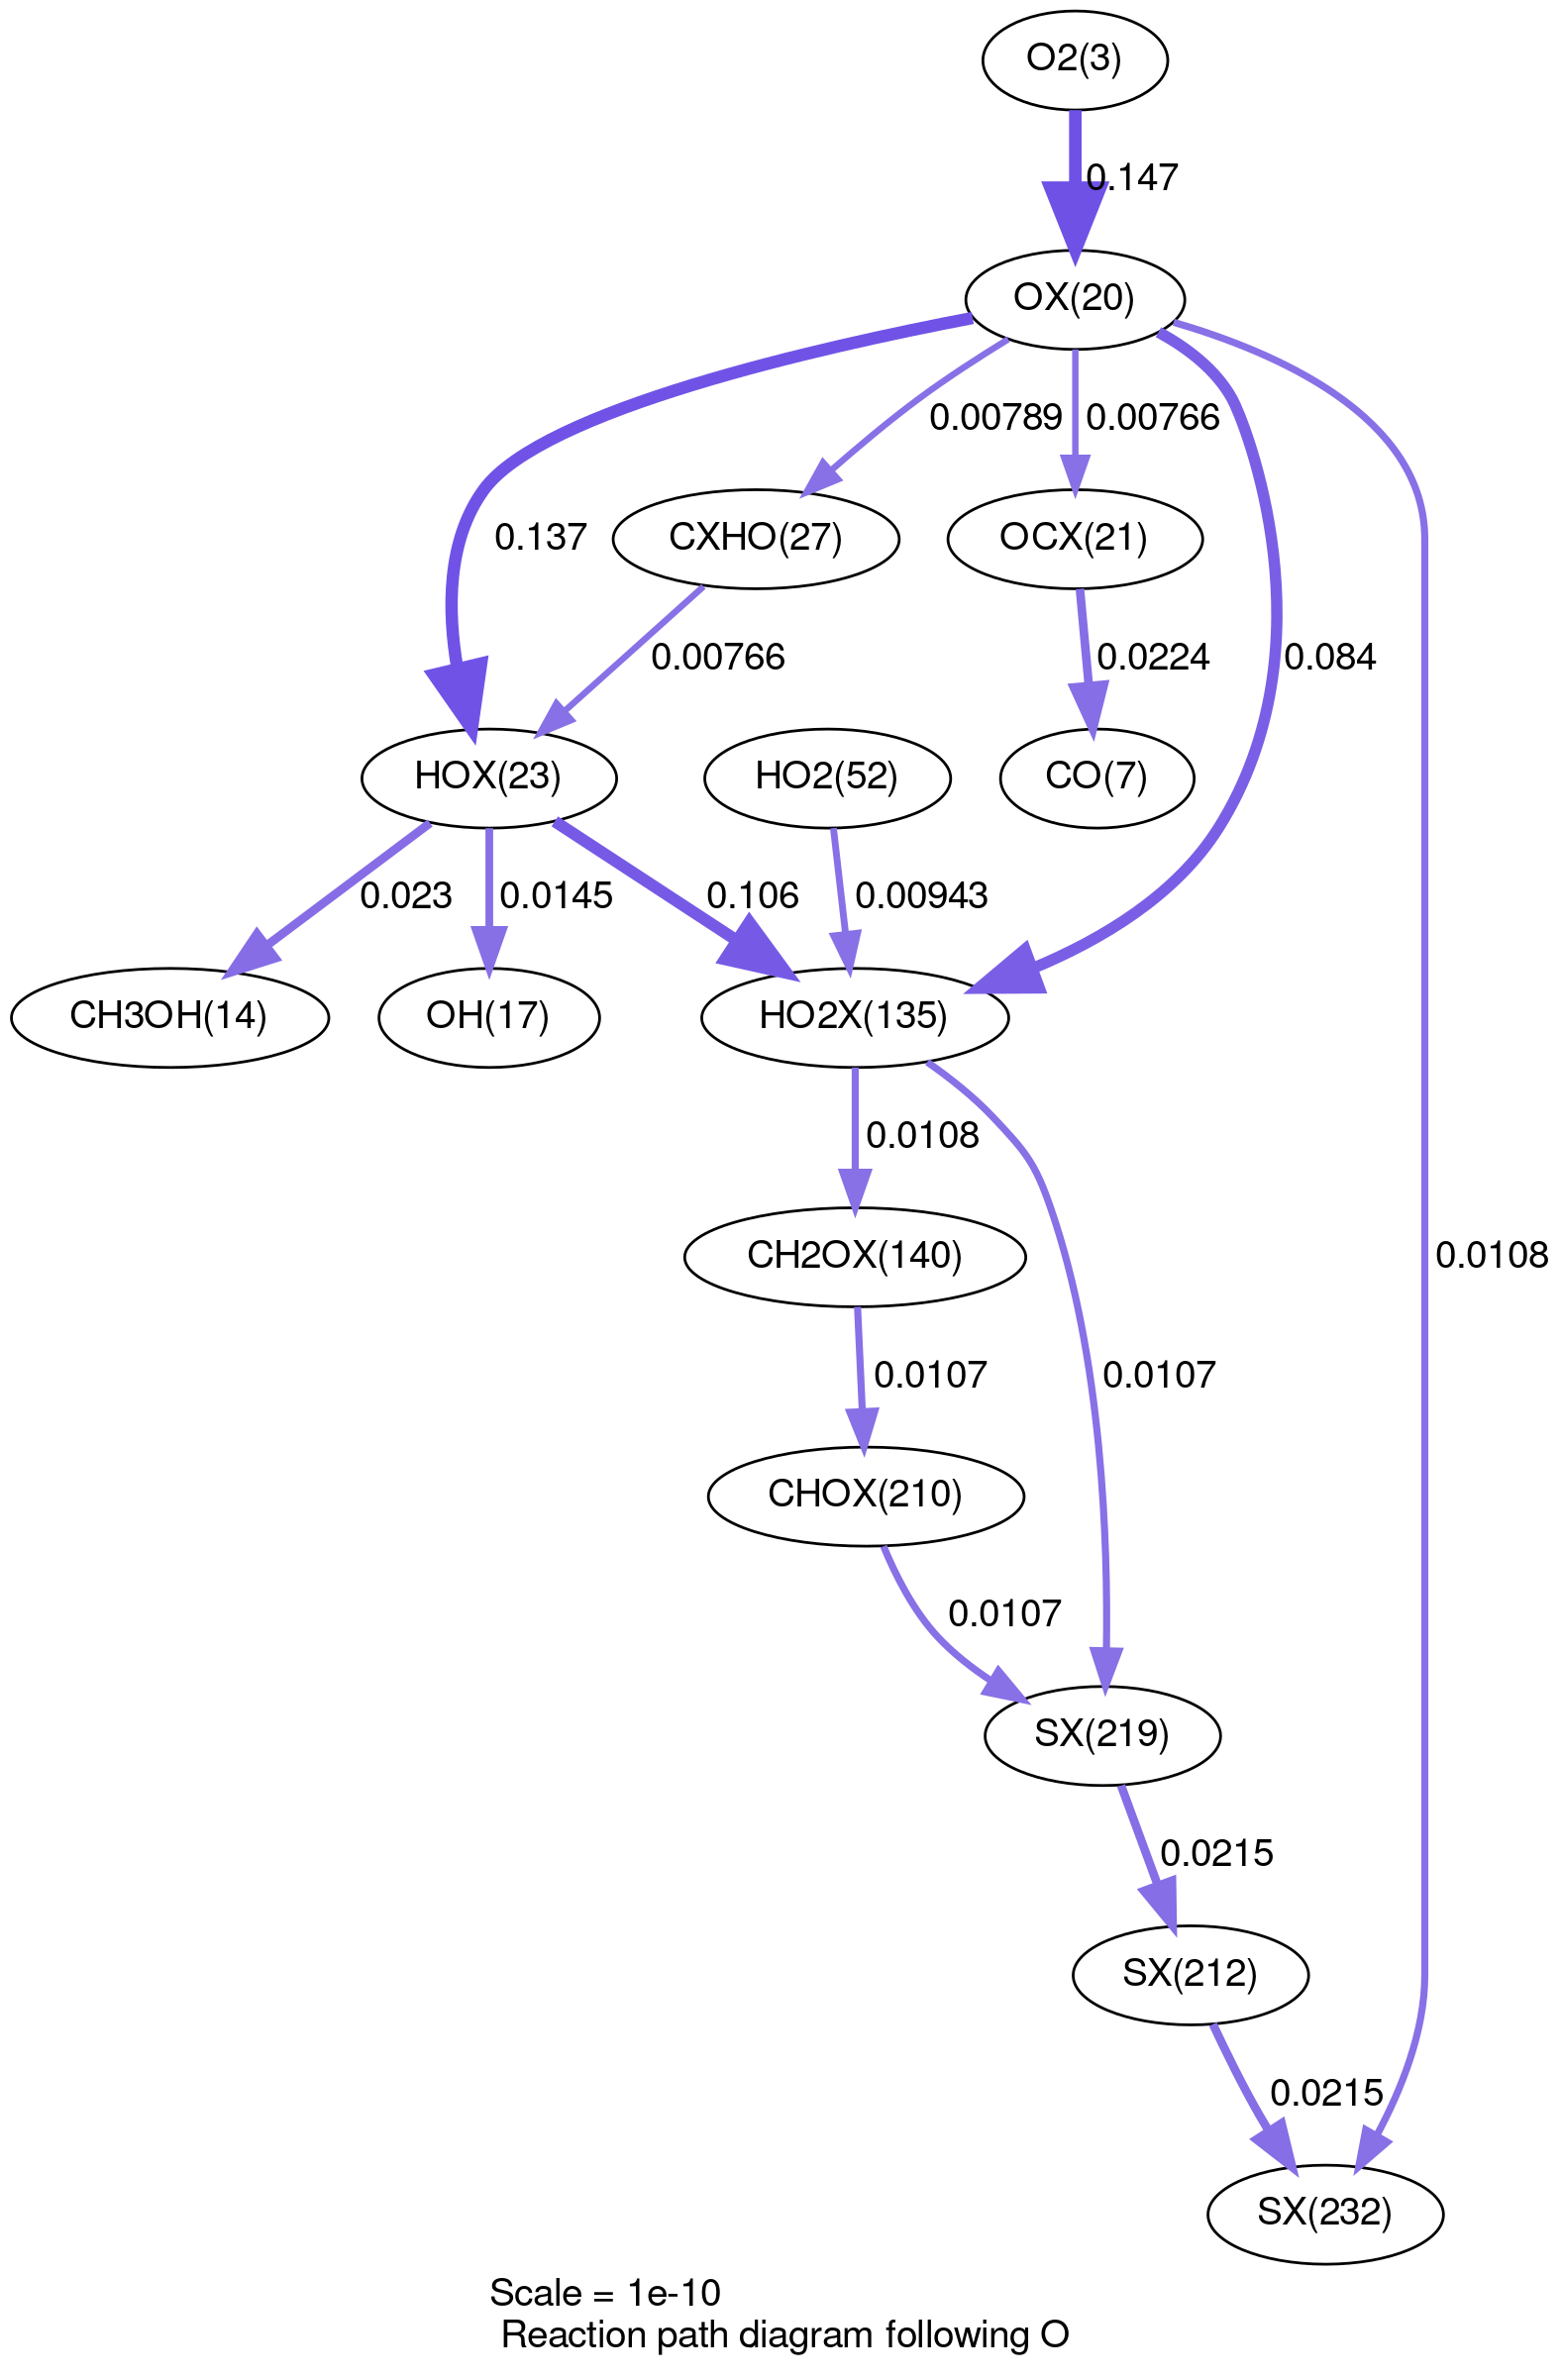 O2(3)
0.147
OX(20)
0.00789
0.00766
0.137
CXHO(27)
OCX(21)
0.00766
0.0224
0.084
HOX(23)
HO2(52)
CO(7)
0.023
0.0145
0.106
0.00943
CH3OH(14)
OH(17)
HO2X(135)
0.0108
CH2OX(140)
0.0108
0.0107
0.0107
CHOX(210)
0.0107
SX(219)
0.0215
SX(212)
0.0215
SX(232)
Scale = 1e-10
Reaction path diagram following O